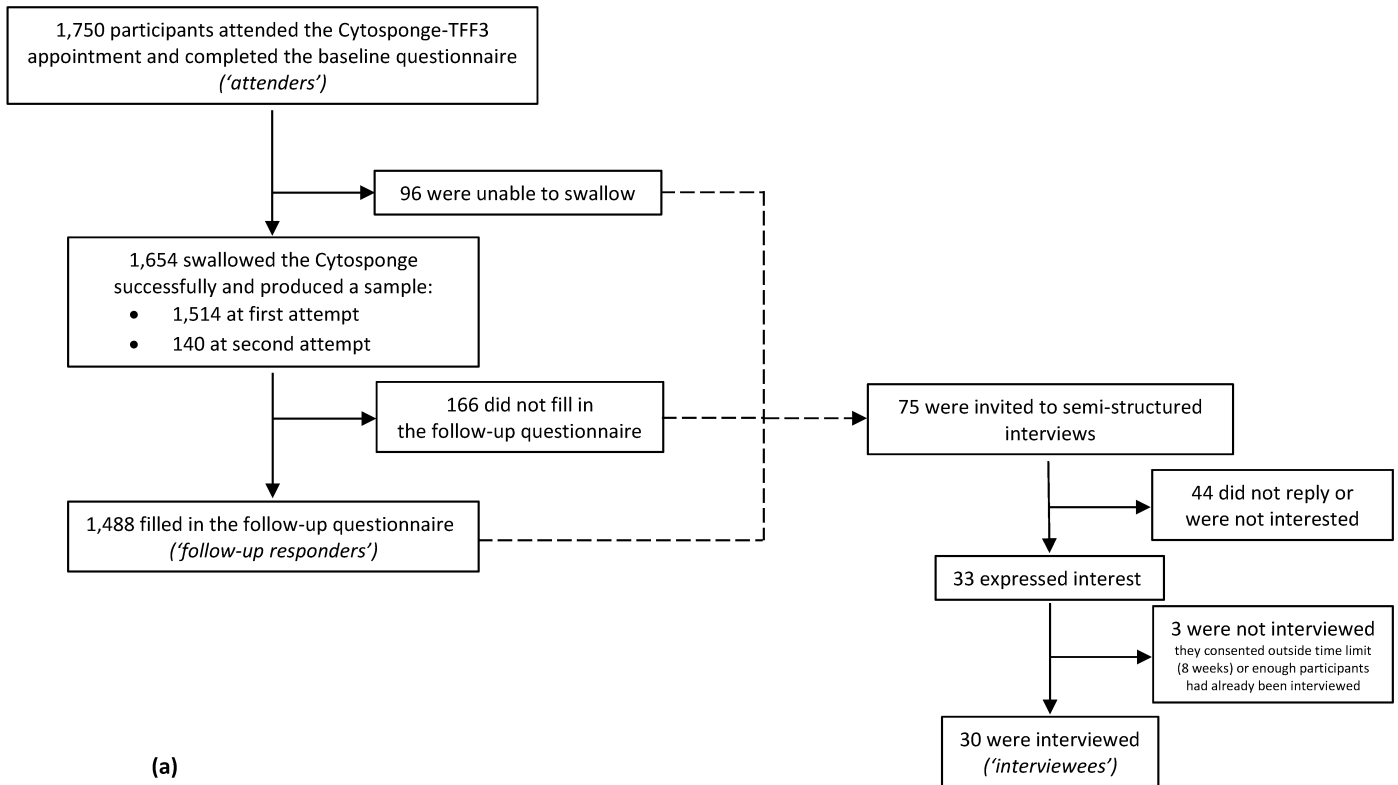 1,750 participants attended the Cytosponge-TFF3
appointment and completed the baseline questionnaire
(‘attenders’)
96 were unable to swallow
1,654 swallowed the Cytosponge
successfully and produced a sample:
• 1,514 at first attempt
• 140 at second attempt
166 did not fill in
the follow-up questionnaire
75 were invited to semi-structured
interviews
44 did not reply or
were not interested
1,488 filled in the follow-up questionnaire
(‘follow-up responders’)
33 expressed interest
3 were not interviewed
they consented outside time limit
(8 weeks) or enough participants
had already been interviewed
30 were interviewed
(‘interviewees’)
(a)